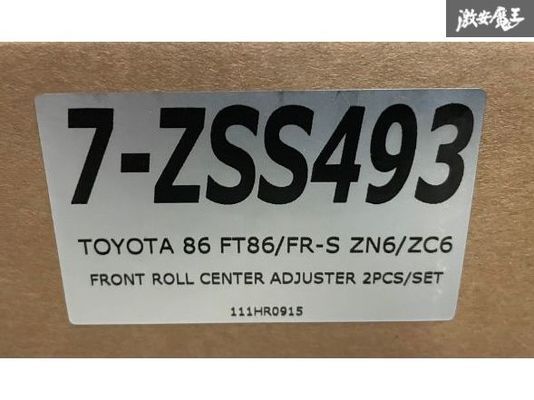 激安魔王
7-ZSS493
TOYOTA 86 FT86/FR-S ZN6/ZC6
FRONT ROLL CENTER ADJUSTER 2PCS/SET
111HR0915